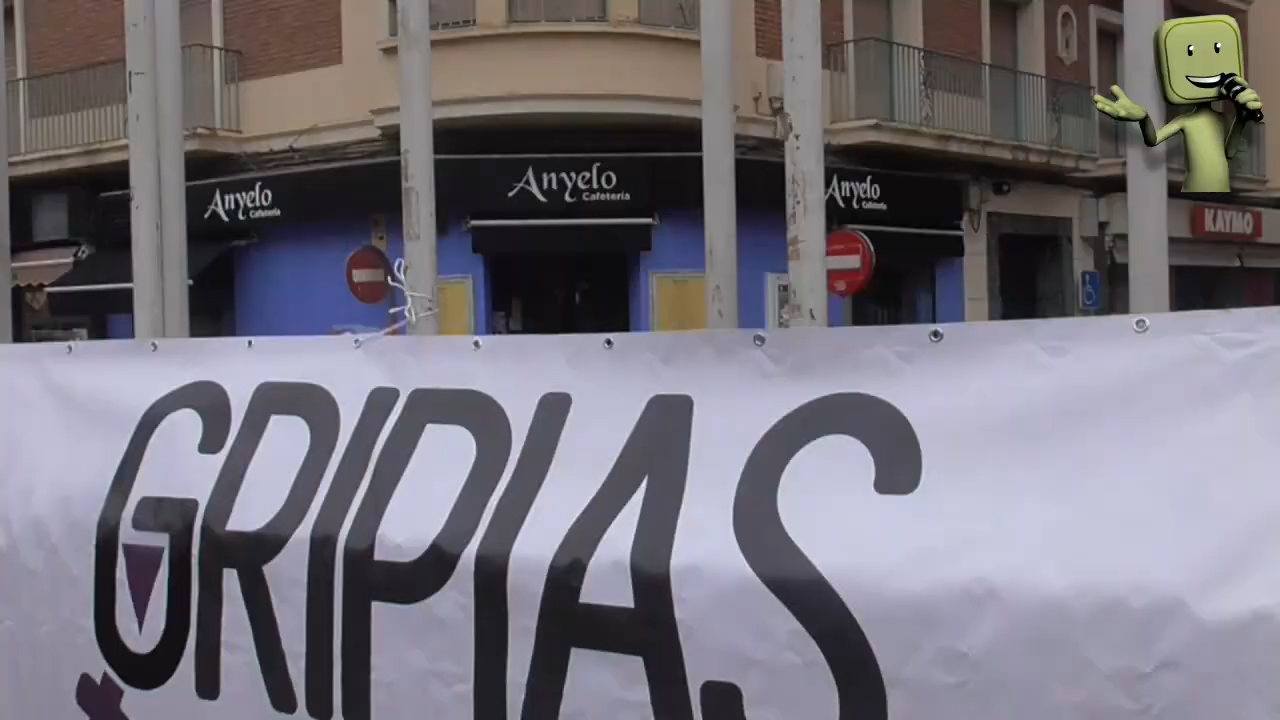 Anyelo
Cafetería
Anyelo
Cafetería
Anyelo
Cafetería
KAYMO
GRIPIAS